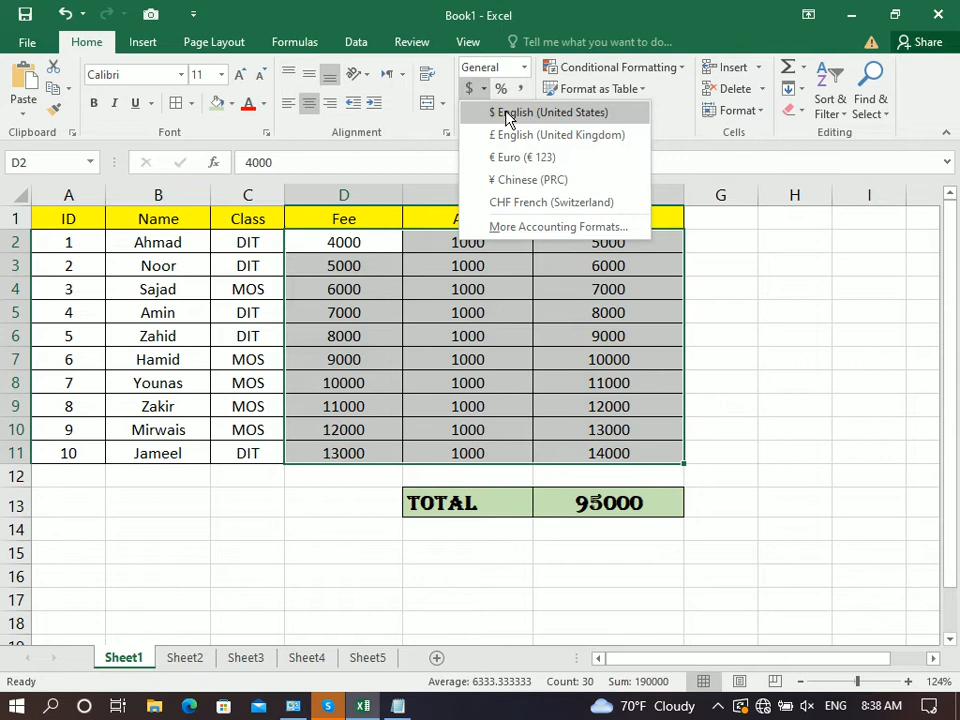 Book1 - Excel
File Home Insert Page Layout Formulas Data Review View Tell me what you want to do... Share
Paste
Calibri 11
B I U
General
$ % ,
Conditional Formatting
Format as Table
Insert
Delete
Format
Sort & Filter
Find & Select
Clipboard Font Alignment Cells Editing
$ English (United States)
£ English (United Kingdom)
€ Euro (€ 123)
¥ Chinese (PRC)
CHF French (Switzerland)
More Accounting Formats...
D2 fx 4000
A B C D G H I
1 ID Name Class Fee
2 1 Ahmad DIT 4000 1000 5000
3 2 Noor DIT 5000 1000 6000
4 3 Sajad MOS 6000 1000 7000
5 4 Amin DIT 7000 1000 8000
6 5 Zahid DIT 8000 1000 9000
7 6 Hamid MOS 9000 1000 10000
8 7 Younas MOS 10000 1000 11000
9 8 Zakir MOS 11000 1000 12000
10 9 Mirwais MOS 12000 1000 13000
11 10 Jameel DIT 13000 1000 14000
12
13 TOTAL 95000
14
15
16
17
18
Sheet1 Sheet2 Sheet3 Sheet4 Sheet5
Ready Average: 6333.333333 Count: 30 Sum: 190000 124%
70°F Cloudy ENG 8:38 AM